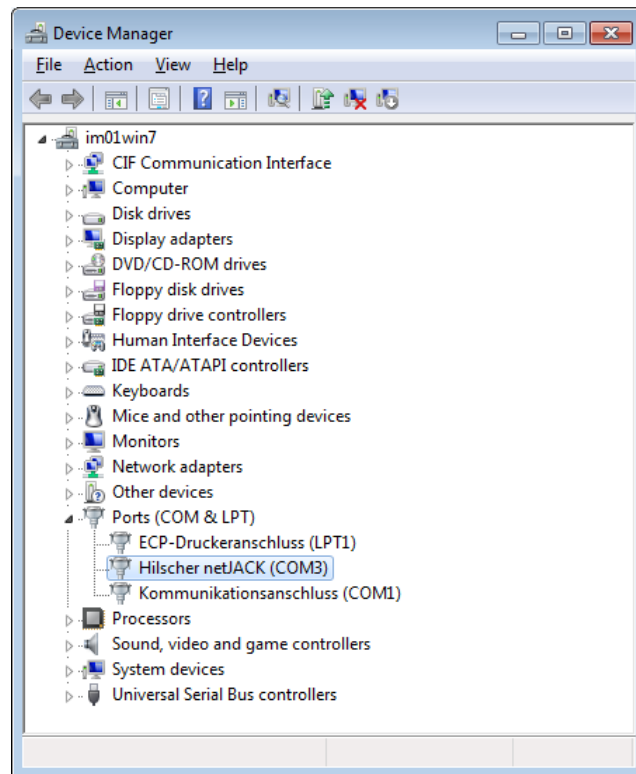 Device Manager
File Action View Help
im01win7
CIF Communication Interface
Computer
Disk drives
Display adapters
DVD/CD-ROM drives
Floppy disk drives
Floppy drive controllers
Human Interface Devices
IDE ATA/ATAPI controllers
Keyboards
Mice and other pointing devices
Monitors
Network adapters
Other devices
Ports (COM & LPT)
ECP-Druckeranschluss (LPT1)
Hilscher netJACK (COM3)
Kommunikationsanschluss (COM1)
Processors
Sound, video and game controllers
System devices
Universal Serial Bus controllers